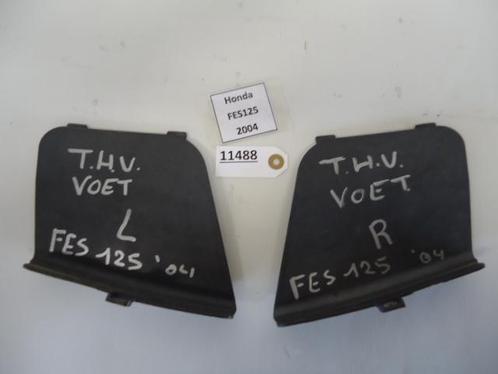 Honda
FES125
2004
11488
T.H.V.
VOET
L
FES 125 '04
T.H.V.
VOET
R
FES 125 '04